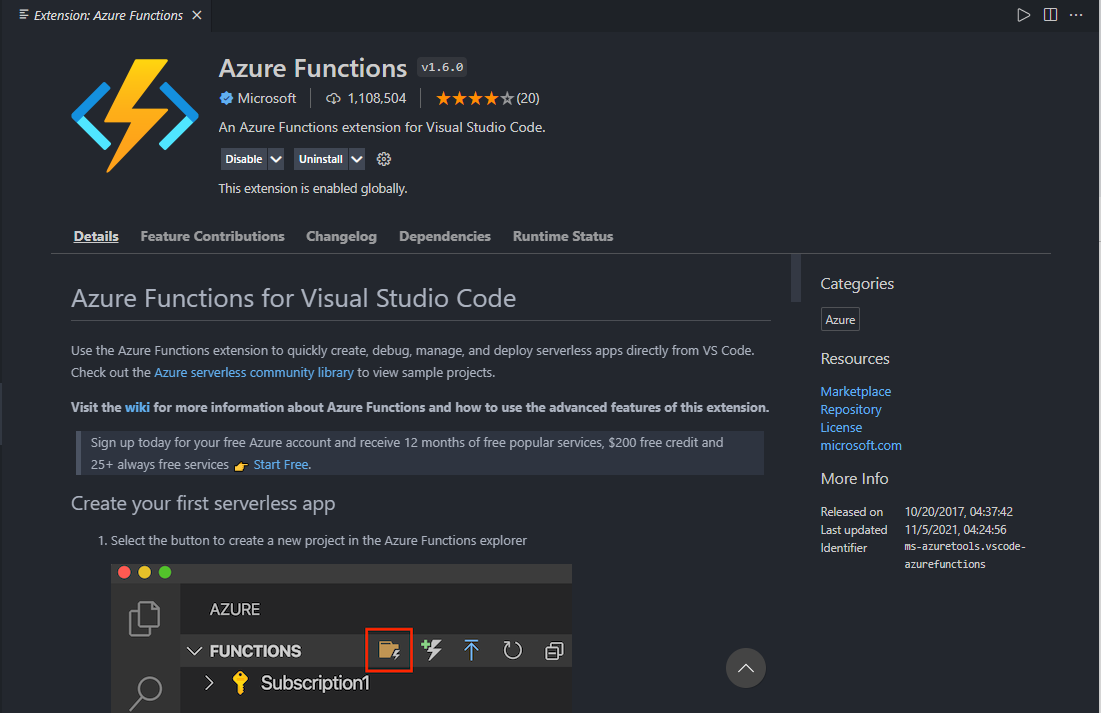 Extension: Azure Functions
Azure Functions v1.6.0
Microsoft 1,108,504 (20)
An Azure Functions extension for Visual Studio Code.
Disable Uninstall
This extension is enabled globally.
Details Feature Contributions Changelog Dependencies Runtime Status
Azure Functions for Visual Studio Code
Use the Azure Functions extension to quickly create, debug, manage, and deploy serverless apps directly from VS Code.
Check out the Azure serverless community library to view sample projects.
Visit the wiki for more information about Azure Functions and how to use the advanced features of this extension.
Sign up today for your free Azure account and receive 12 months of free popular services, $200 free credit and
25+ always free services 👉 Start Free.
Create your first serverless app
1. Select the button to create a new project in the Azure Functions explorer
AZURE
FUNCTIONS
Subscription1
Categories
Azure
Resources
Marketplace
Repository
License
microsoft.com
More Info
Released on 10/20/2017, 04:37:42
Last updated 11/5/2021, 04:24:56
Identifier ms-azuretools.vscode-
azurefunctions